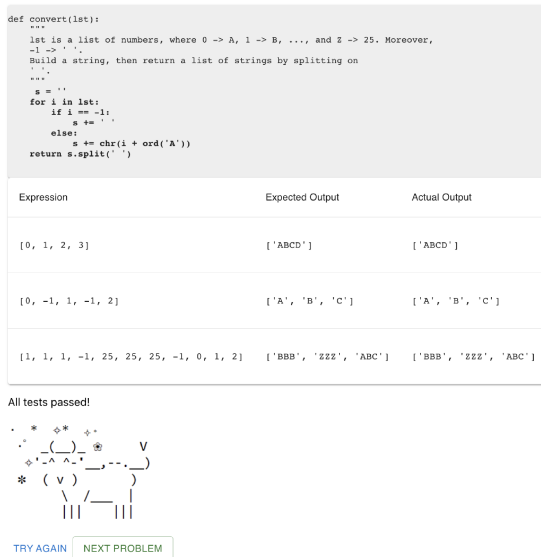 def convert(lst):
    """
    lst is a list of numbers, where 0 -> A, 1 -> B, ..., and Z -> 25. Moreover,
    -1 -> ' '.
    Build a string, then return a list of strings by splitting on
    ' '.
    """
     s = ''
    for i in lst:
        if i == -1:
            s += ' '
        else:
            s += chr(i + ord('A'))
    return s.split(' ')
Expression Expected Output Actual Output
[0, 1, 2, 3] ['ABCD'] ['ABCD']
[0, -1, 1, -1, 2] ['A', 'B', 'C'] ['A', 'B', 'C']
[1, 1, 1, -1, 25, 25, 25, -1, 0, 1, 2] ['BBB', 'ZZZ', 'ABC'] ['BBB', 'ZZZ', 'ABC']
All tests passed!
TRY AGAIN NEXT PROBLEM